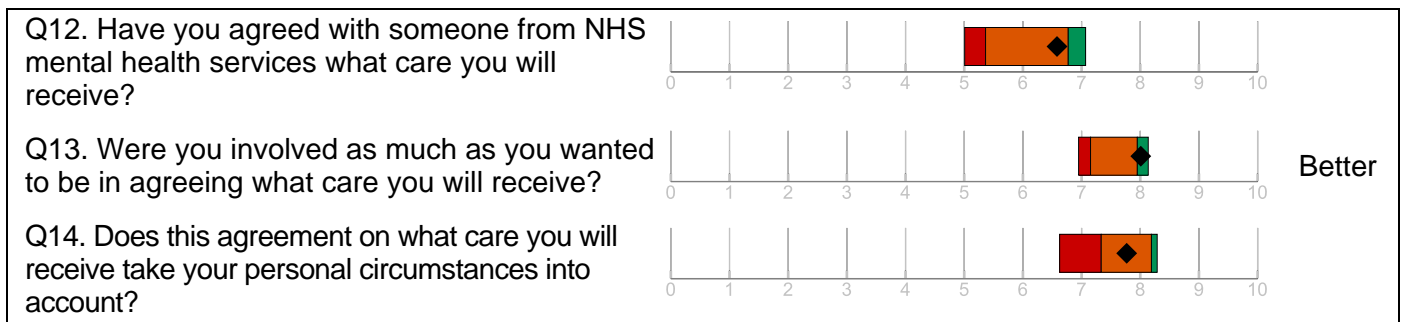 Q12. Have you agreed with someone from NHS
mental health services what care you will
receive?
0 1 2 3 4 5 6 7 8 9 10
Q13. Were you involved as much as you wanted
to be in agreeing what care you will receive?
0 1 2 3 4 5 6 7 8 9 10
Better
Q14. Does this agreement on what care you will
receive take your personal circumstances into
account?
0 1 2 3 4 5 6 7 8 9 10